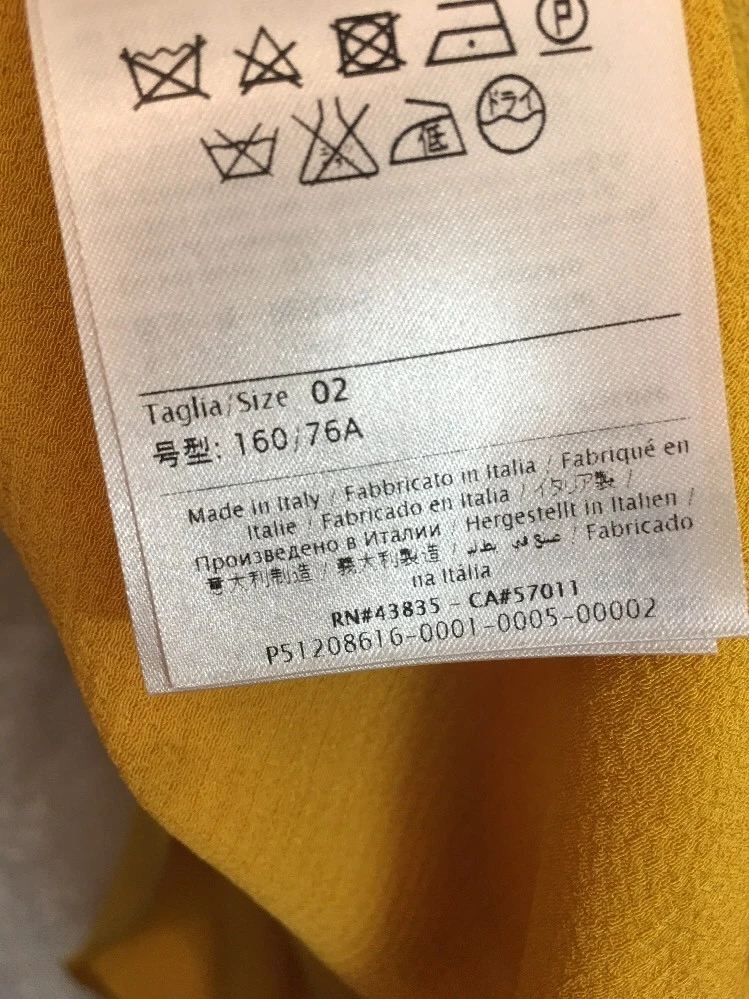 P
ドライ
低
Taglia/Size 02
号型: 160/76A
Made in Italy / Fabbricato in Italia / Fabriqué en
Italie / Fabricado en Italia / イタリア製 /
Произведено в Италии / Hergestellt in Italien /
意大利制造 / 義大利製造 / / Fabricado
na Itália
RN#43835 - CA#57011
P51208616-0001-0005-00002